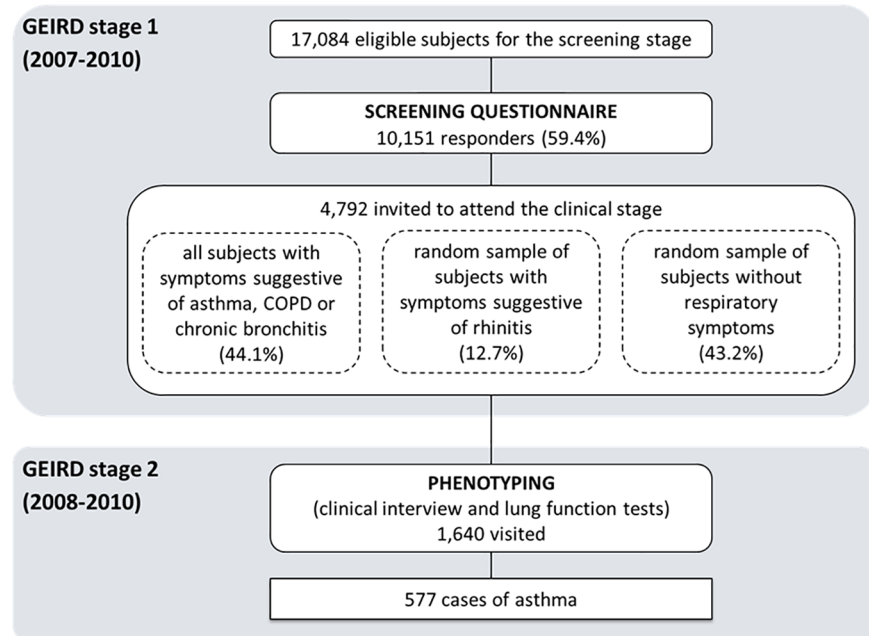 GEIRD stage 1
(2007-2010)
17,084 eligible subjects for the screening stage
SCREENING QUESTIONNAIRE
10,151 responders (59.4%)
4,792 invited to attend the clinical stage
all subjects with
symptoms suggestive
of asthma, COPD or
chronic bronchitis
(44.1%)
random sample of
subjects with
symptoms suggestive
of rhinitis
(12.7%)
random sample of
subjects without
respiratory
symptoms
(43.2%)
GEIRD stage 2
(2008-2010)
PHENOTYPING
(clinical interview and lung function tests)
1,640 visited
577 cases of asthma